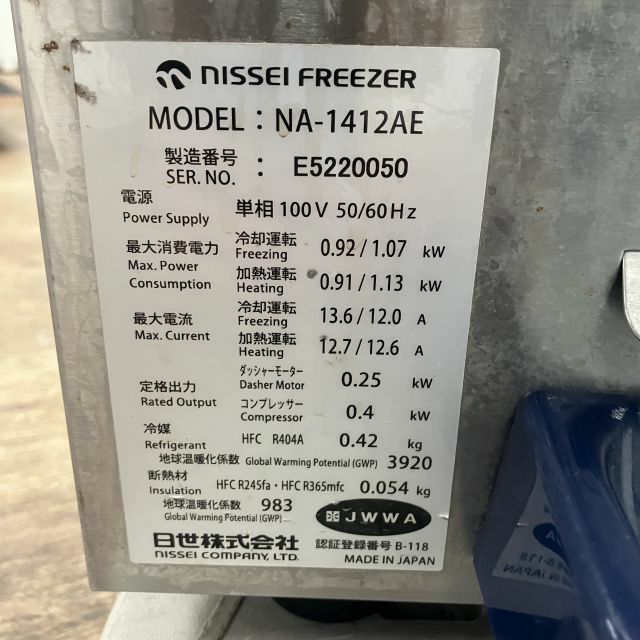 NISSEI FREEZER
MODEL : NA-1412AE
製造番号
SER. NO. : E5220050
電源
Power Supply 単相 100V 50/60Hz
最大消費電力 冷却運転
Max. Power Freezing 0.92 / 1.07 kW
Consumption 加熱運転
Heating 0.91 / 1.13 kW
最大電流 冷却運転
Max. Current Freezing 13.6 / 12.0 A
加熱運転
Heating 12.7 / 12.6 A
定格出力 ダッシャーモーター
Rated Output Dasher Motor 0.25 kW
コンプレッサー
Compressor 0.4 kW
冷媒
Refrigerant HFC R404A 0.42 kg
地球温暖化係数 Global Warming Potential (GWP) 3920
断熱材
Insulation HFC R245fa・HFC R365mfc 0.054 kg
地球温暖化係数 983
Global Warming Potential (GWP)
JWWA
日世株式会社 認証登録番号 B-118
NISSEI COMPANY, LTD. MADE IN JAPAN